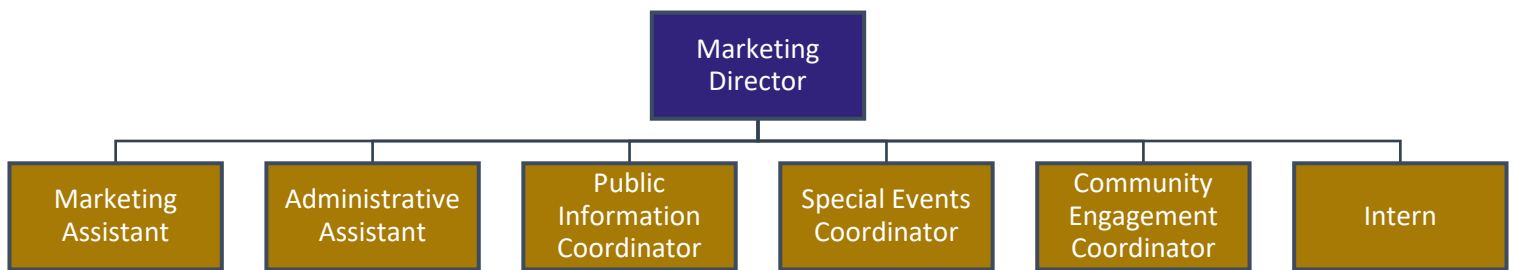 Marketing
Director
Marketing
Assistant
Administrative
Assistant
Public
Information
Coordinator
Special Events
Coordinator
Community
Engagement
Coordinator
Intern